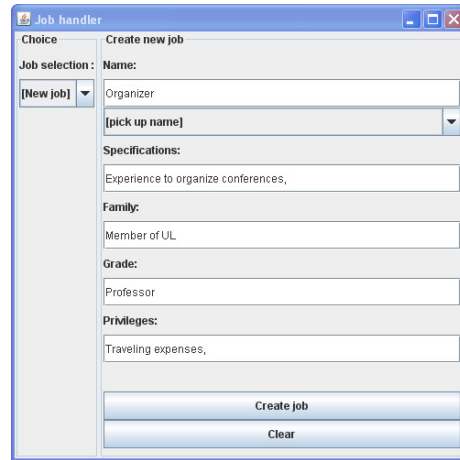 Job handler
Choice
Job selection :
[New job]
Create new job
Name:
Organizer
[pick up name]
Specifications:
Experience to organize conferences,
Family:
Member of UL
Grade:
Professor
Privileges:
Traveling expenses,
Create job
Clear